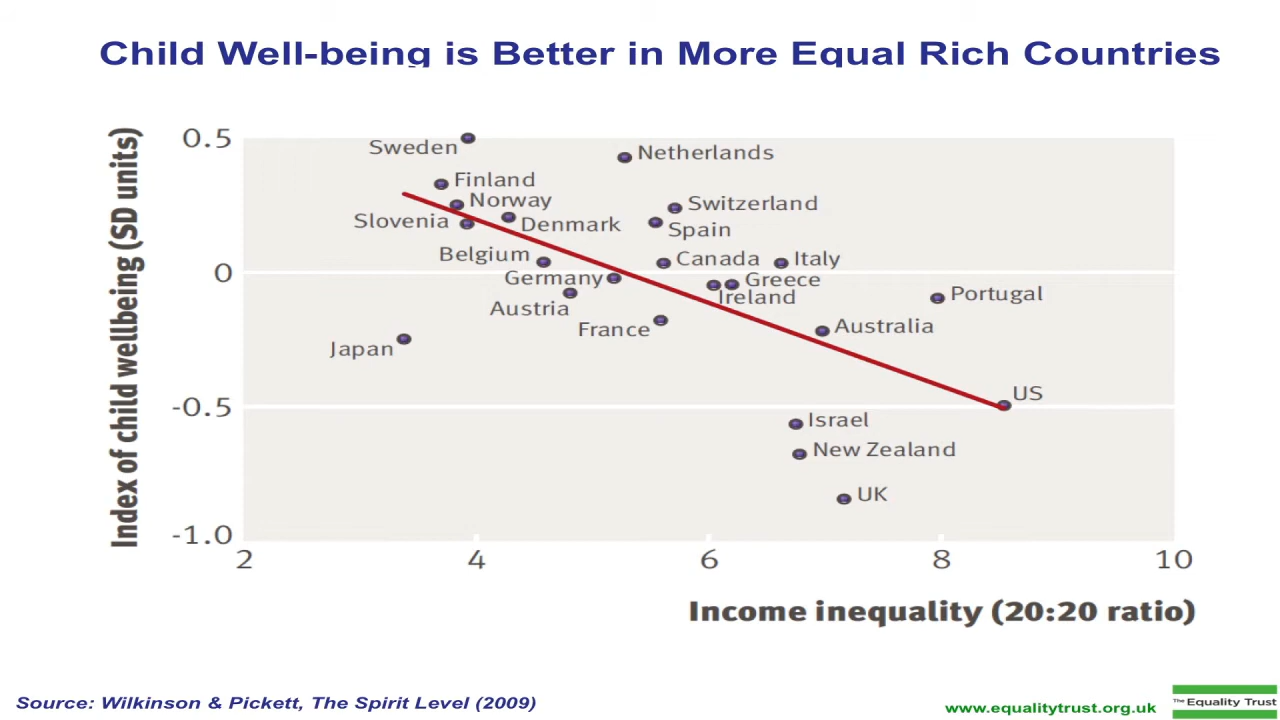 Child Well-being is Better in More Equal Rich Countries
Index of child wellbeing (SD units)
0.5
0
-0.5
-1.0
Sweden
Netherlands
Finland
Norway
Switzerland
Slovenia
Denmark
Spain
Belgium
Canada
Italy
Germany
Greece
Ireland
Portugal
Austria
France
Australia
Japan
US
Israel
New Zealand
UK
2
4
6
8
10
Income inequality (20:20 ratio)
Source: Wilkinson & Pickett, The Spirit Level (2009)
www.equalitytrust.org.uk
The Equality Trust